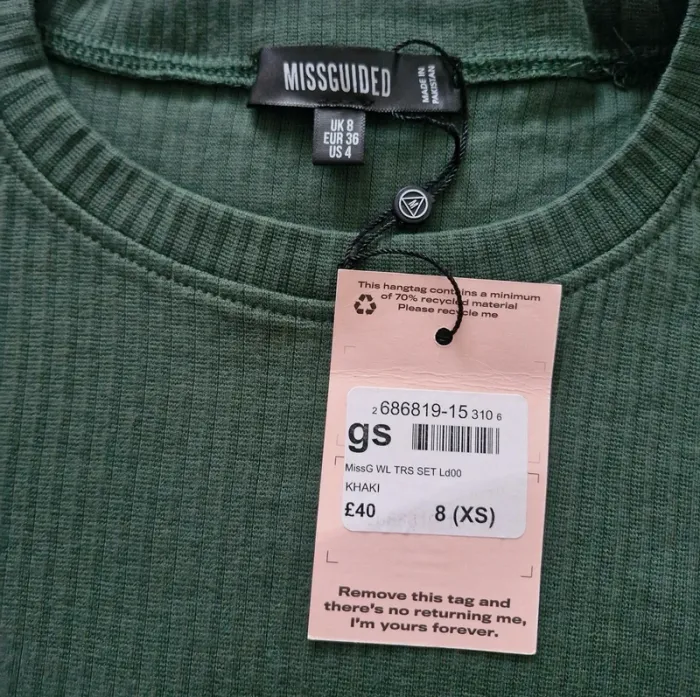 MISSGUIDED
MADE IN
PAKISTAN
UK 8
EUR 36
US 4
This hangtag contains a minimum
of 70% recycled material
Please recycle me
2 686819-15 310 6
gs
MissG WL TRS SET Ld00
KHAKI
£40 8 (XS)
Remove this tag and
there's no returning me,
I'm yours forever.